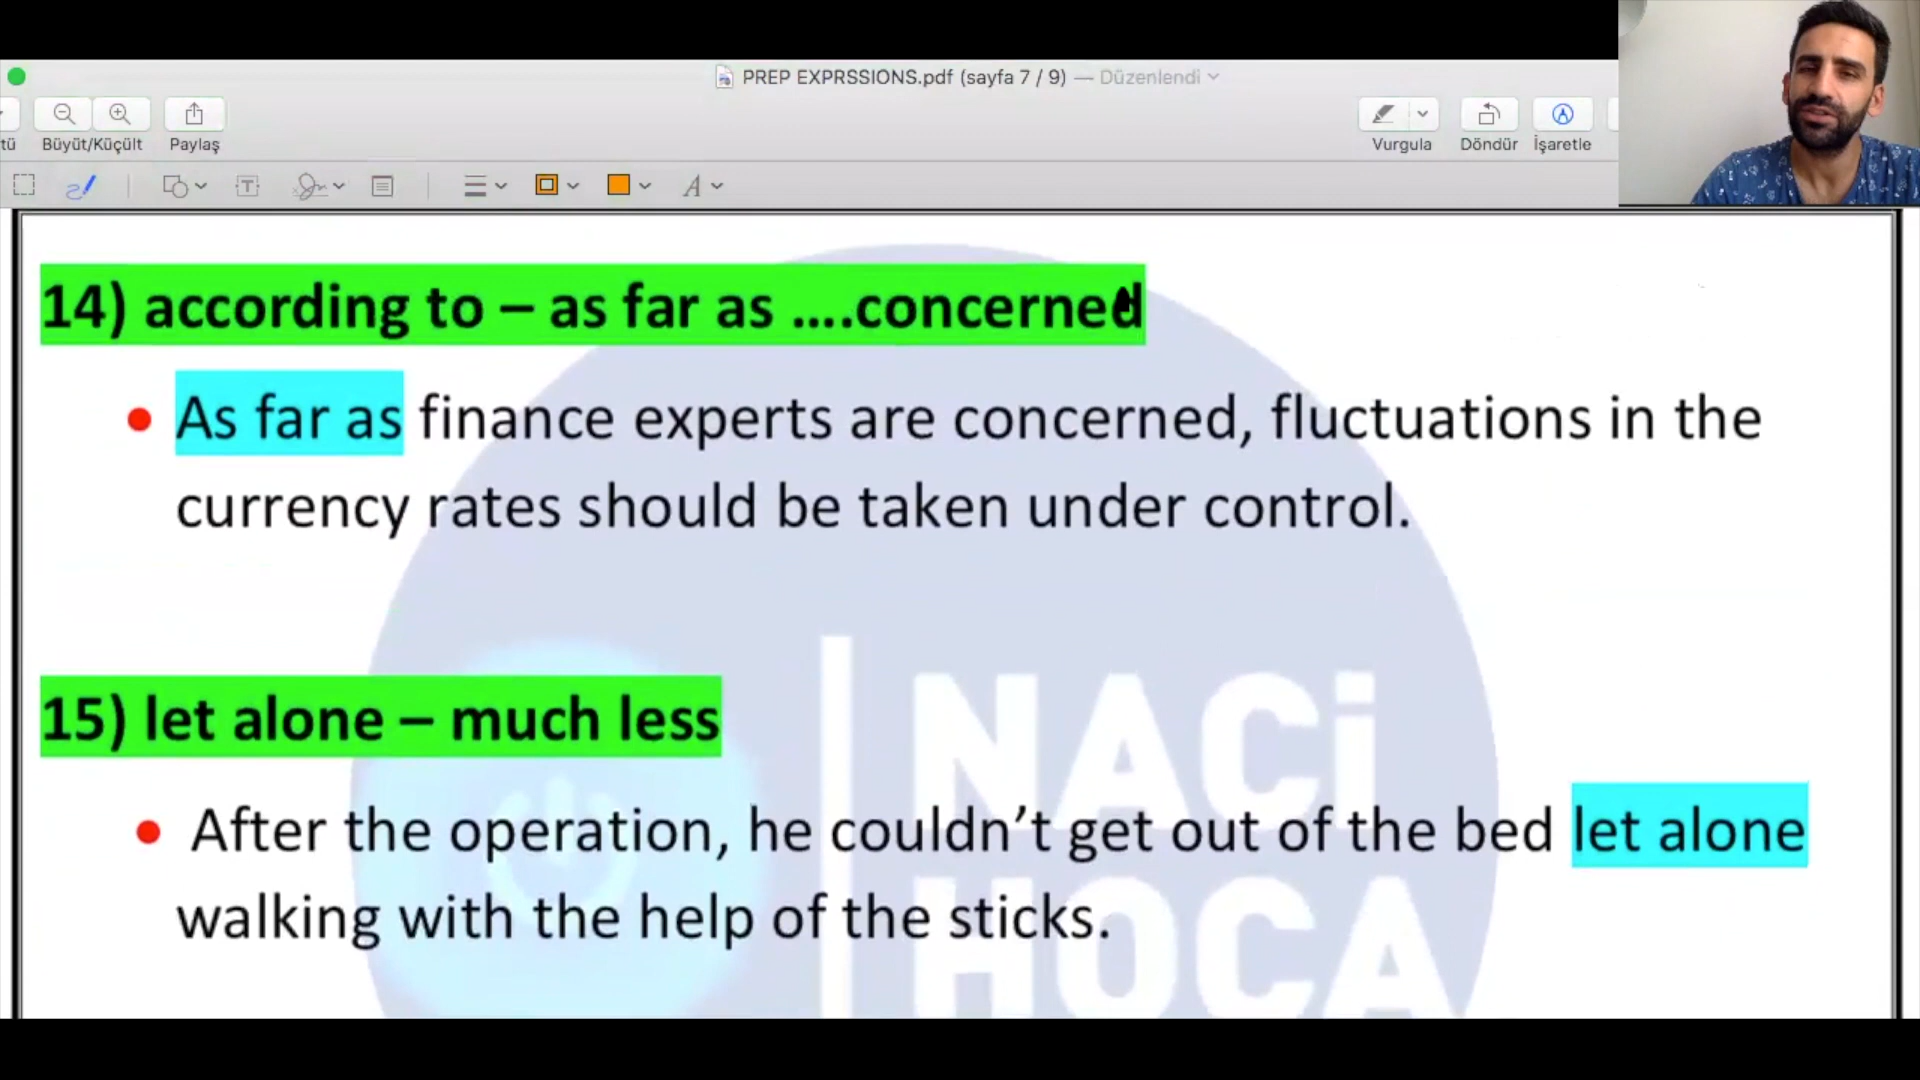 PREP EXPRSSIONS.pdf (sayfa 7 / 9) — Düzenlendi
tü Büyüt/Küçült Paylaş Vurgula Döndür İşaretle
14) according to – as far as ....concerned
As far as finance experts are concerned, fluctuations in the
currency rates should be taken under control.
15) let alone – much less
After the operation, he couldn't get out of the bed let alone
walking with the help of the sticks.
NACi
HOCA